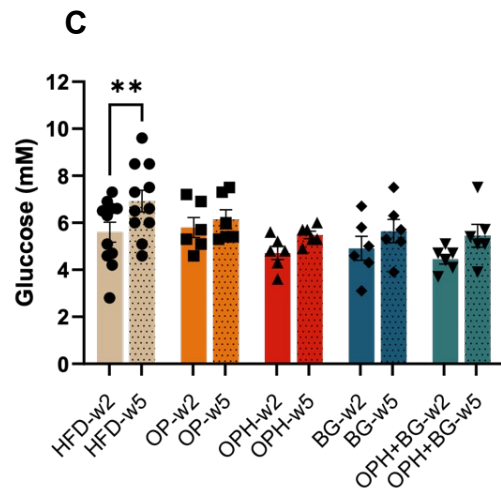 C
**
Gluccose (mM)
12
10
8
6
4
2
0
HFD-w2
HFD-w5
OP-w2
OP-w5
OPH-w2
OPH-w5
BG-w2
BG-w5
OPH+BG-w2
OPH+BG-w5